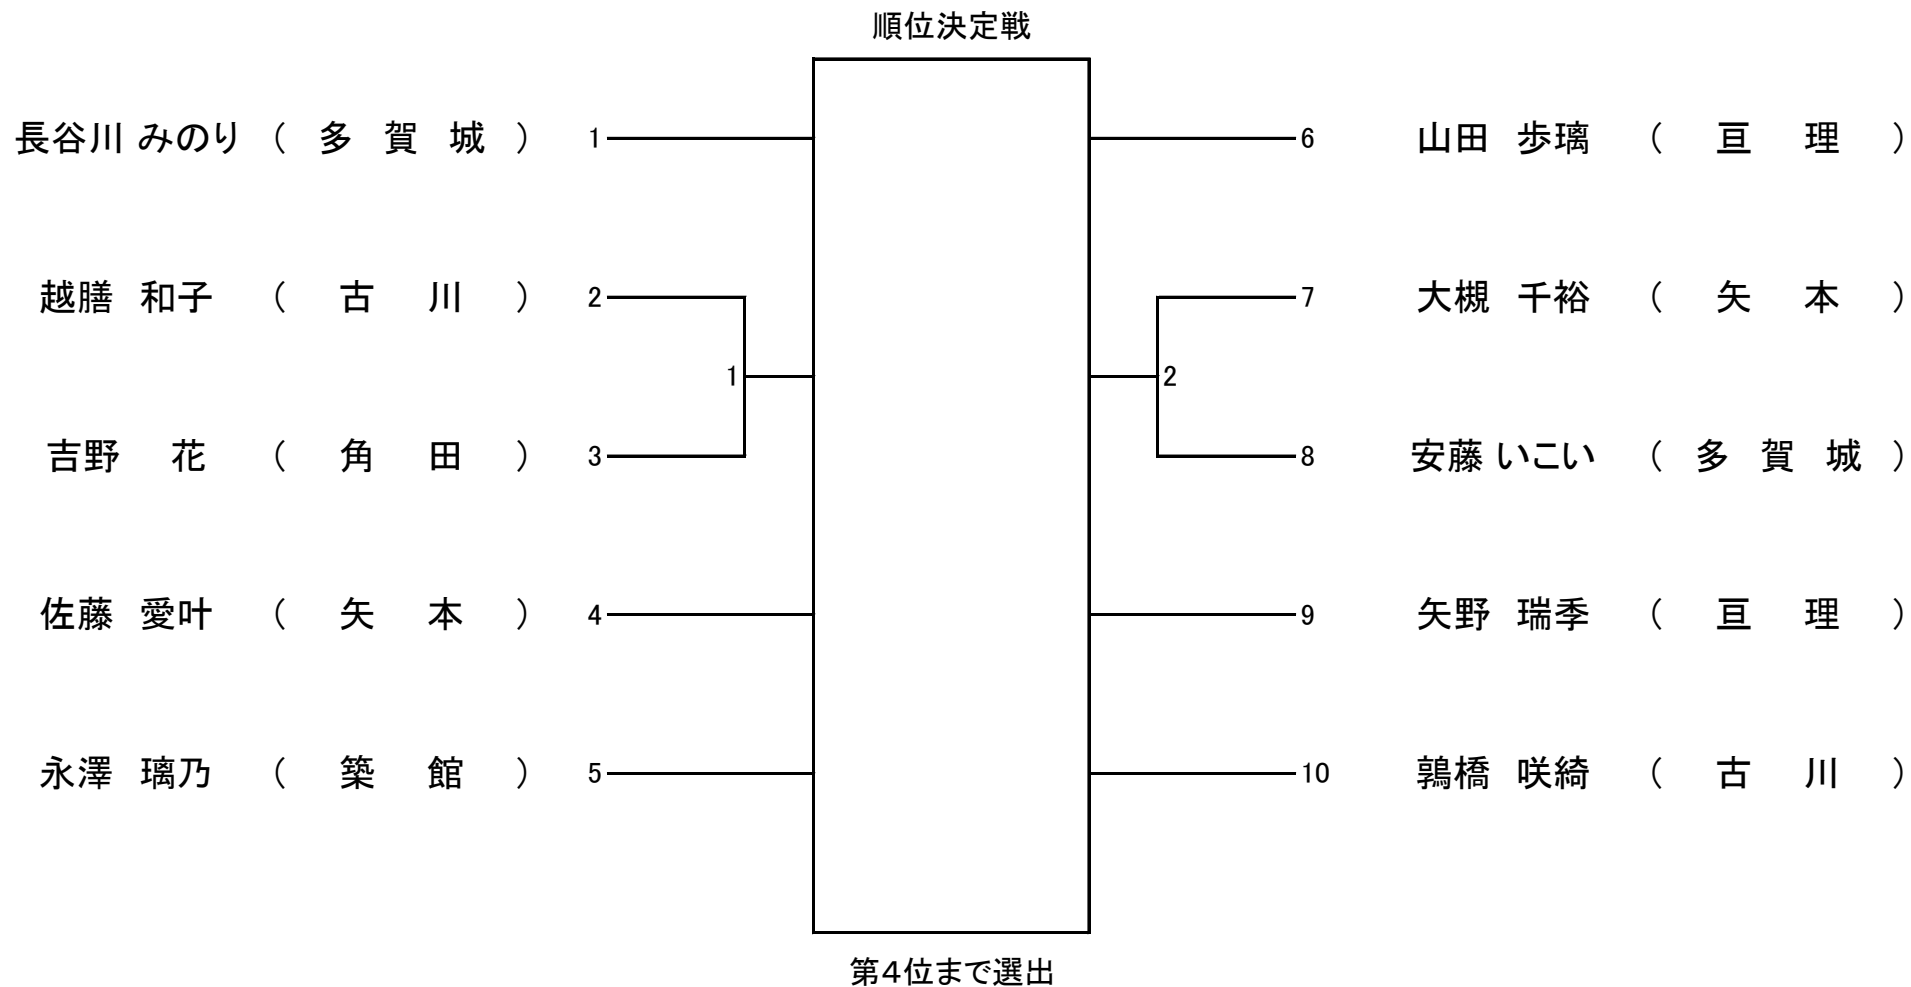 順位決定戦
長谷川 みのり ( 多 賀 城 ) 1
6 山田 歩璃 ( 亘 理 )
越膳 和子 ( 古 川 ) 2
7 大槻 千裕 ( 矢 本 )
1
2
吉野 花 ( 角 田 ) 3
8 安藤 いこい ( 多 賀 城 )
佐藤 愛叶 ( 矢 本 ) 4
9 矢野 瑞季 ( 亘 理 )
永澤 璃乃 ( 築 館 ) 5
10 鶉橋 咲綺 ( 古 川 )
第4位まで選出